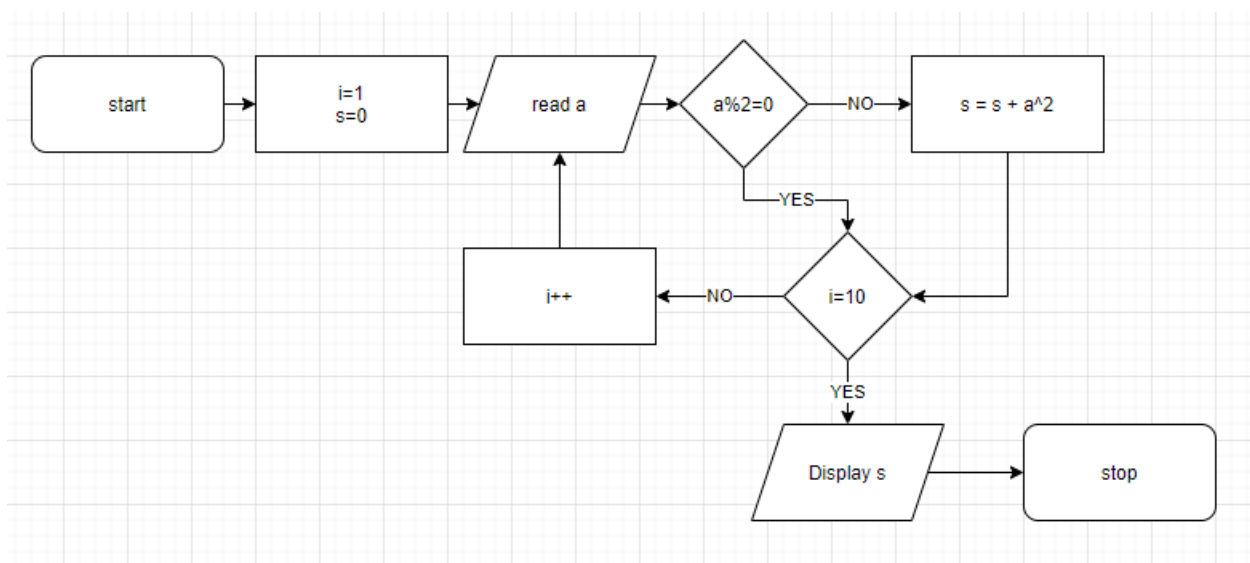 start
i=1
s=0
read a
a%2=0
NO
s = s + a^2
YES
i++
NO
i=10
YES
Display s
stop